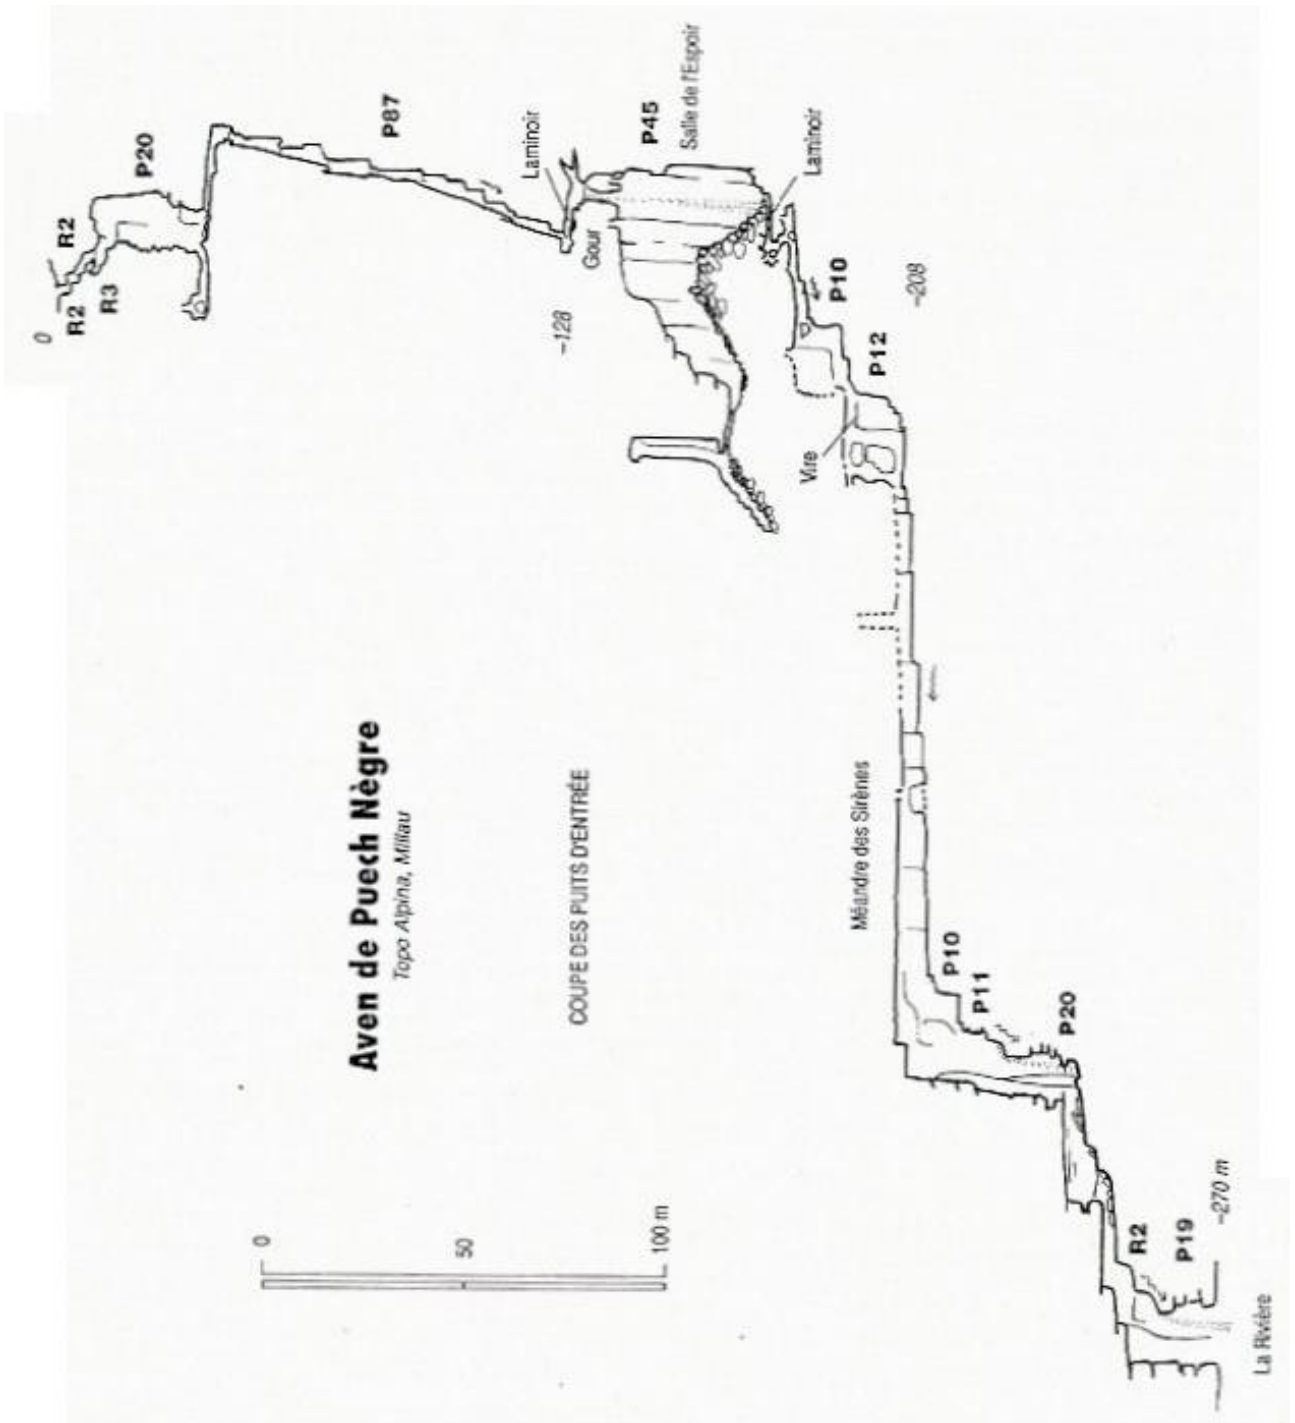 Aven de Puech Nègre
Topo Alpina, Millau
COUPE DES PUITS D'ENTRÉE
0
50
100 m
0
R2
R2
R3
P20
P87
Laminoir
Gour
P45
Salle de l'Espoir
Laminoir
-128
P10
-208
P12
Vire
Méandre des Sirènes
P10
P11
P20
R2
P19
-270 m
La Rivière